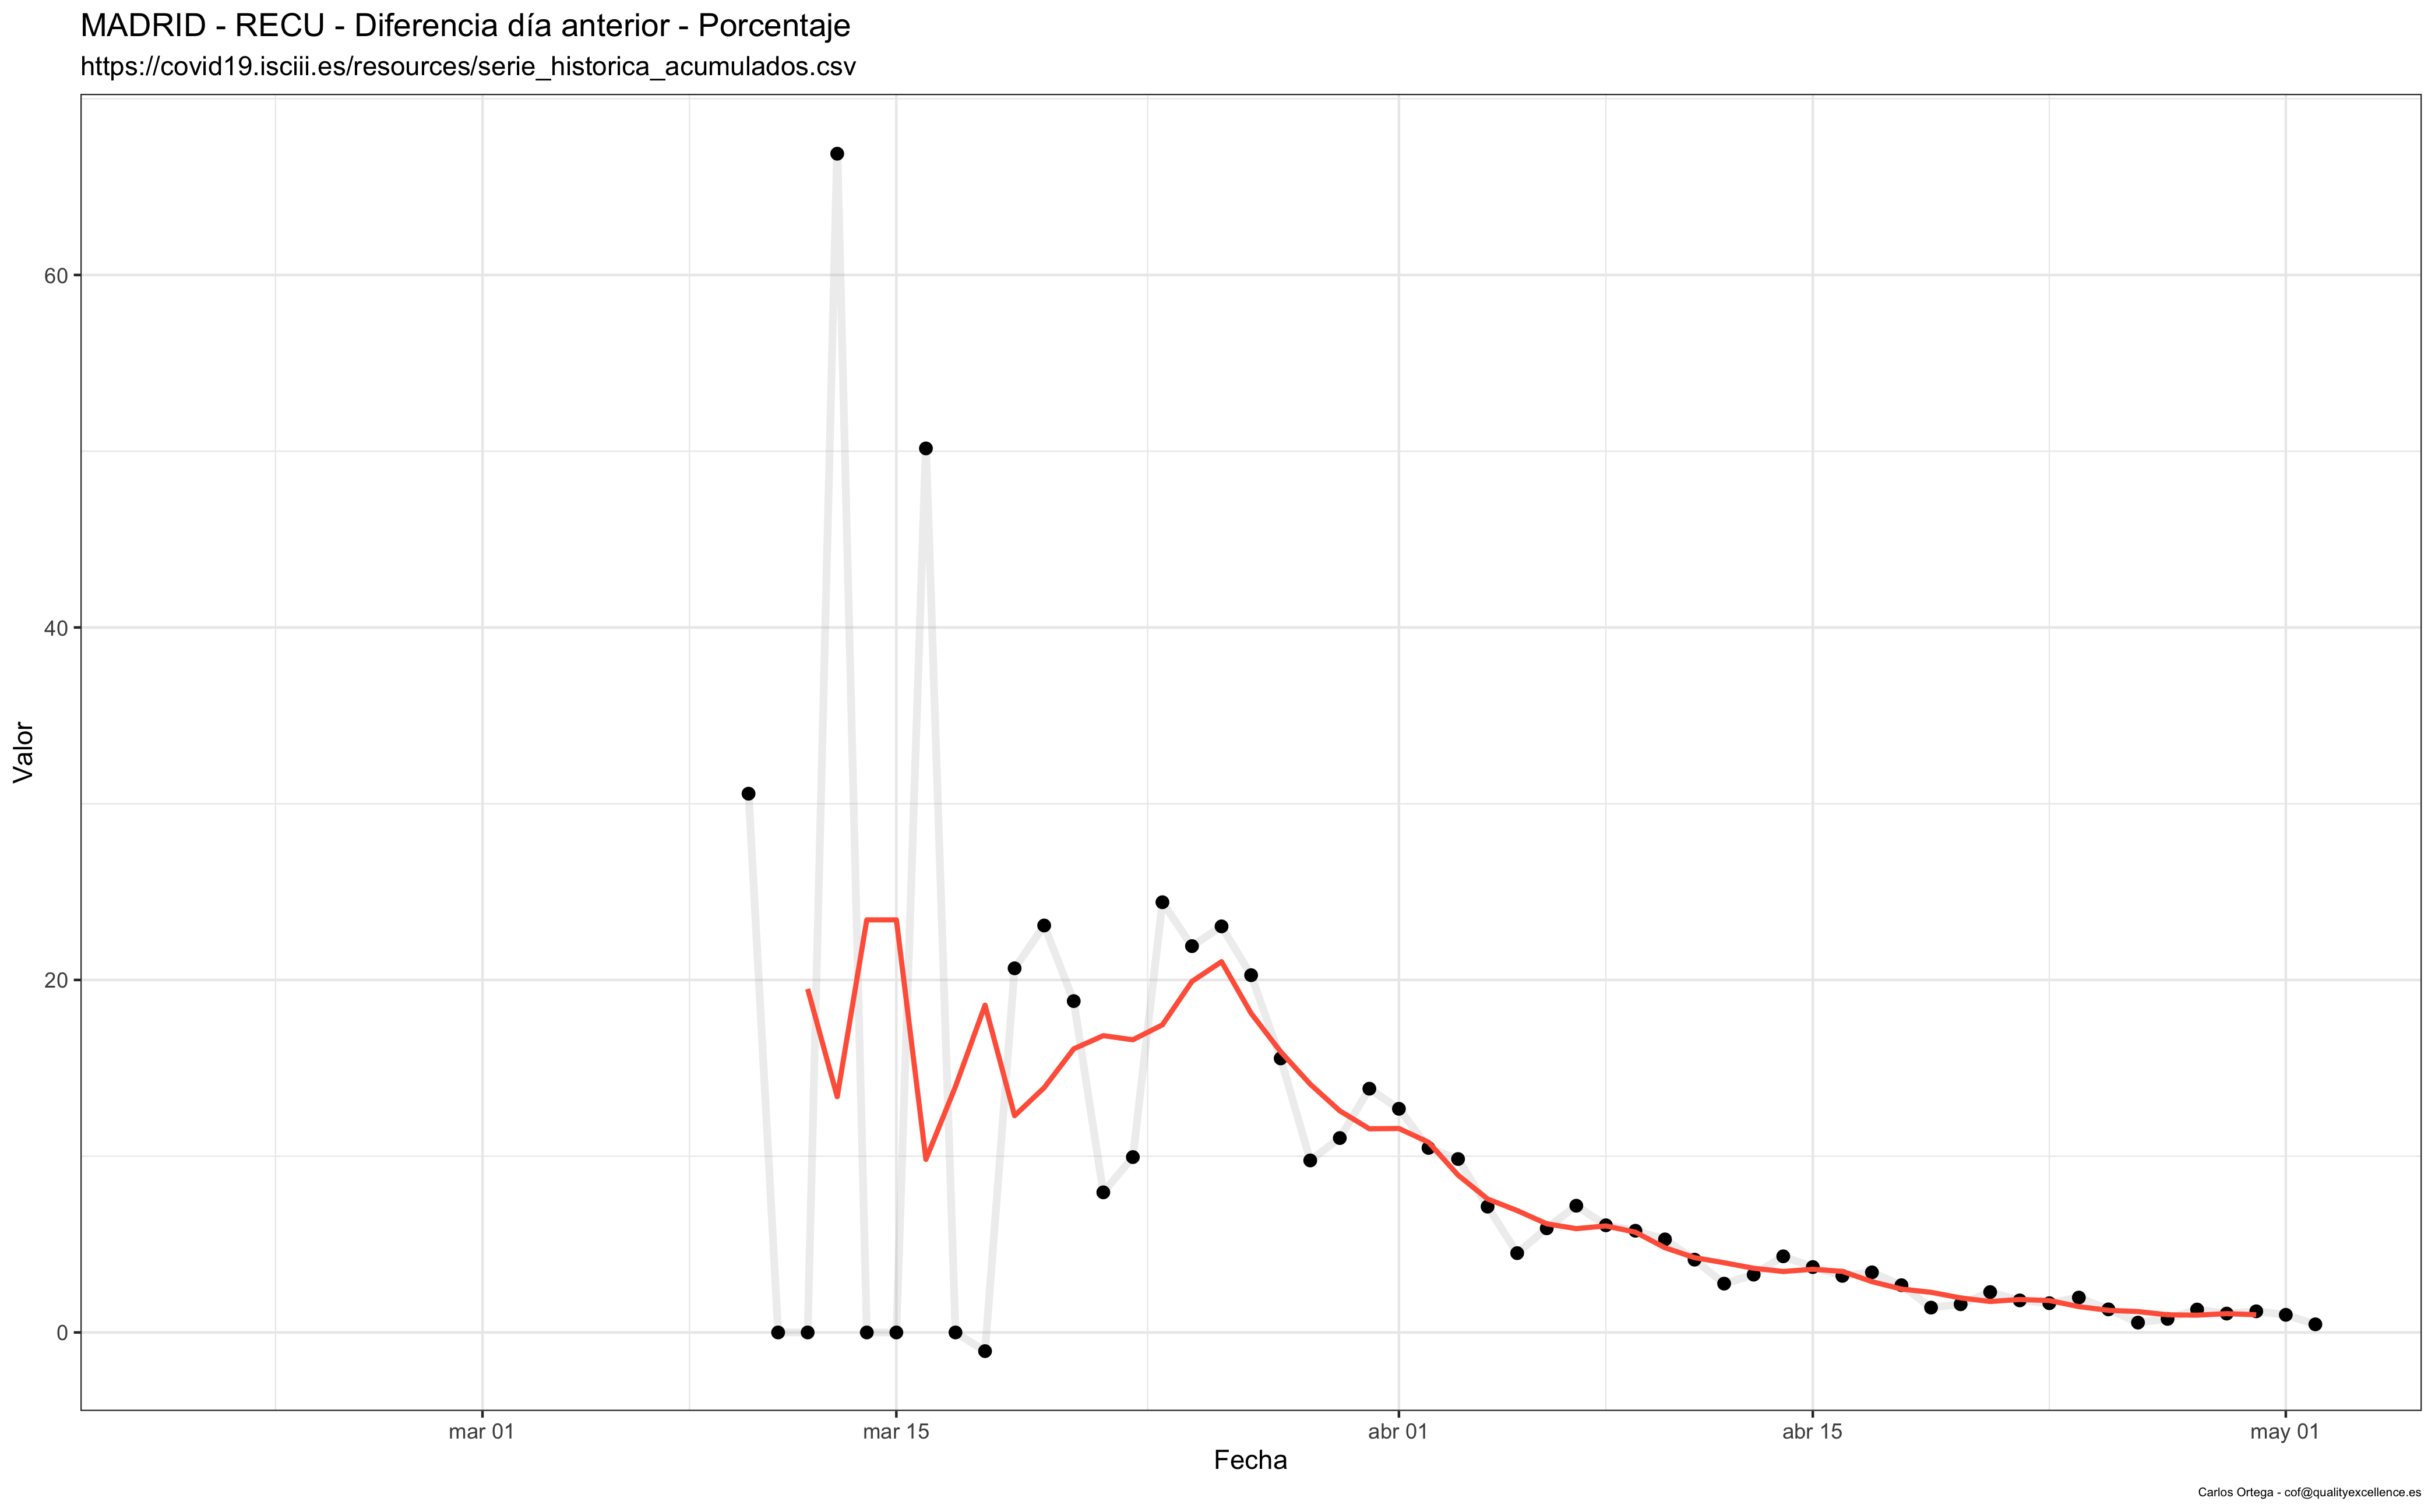 MADRID - RECU - Diferencia día anterior - Porcentaje
https://covid19.isciii.es/resources/serie_historica_acumulados.csv
60
40
20
0
Valor
mar 01
mar 15
abr 01
abr 15
may 01
Fecha
Carlos Ortega - cof@qualityexcellence.es